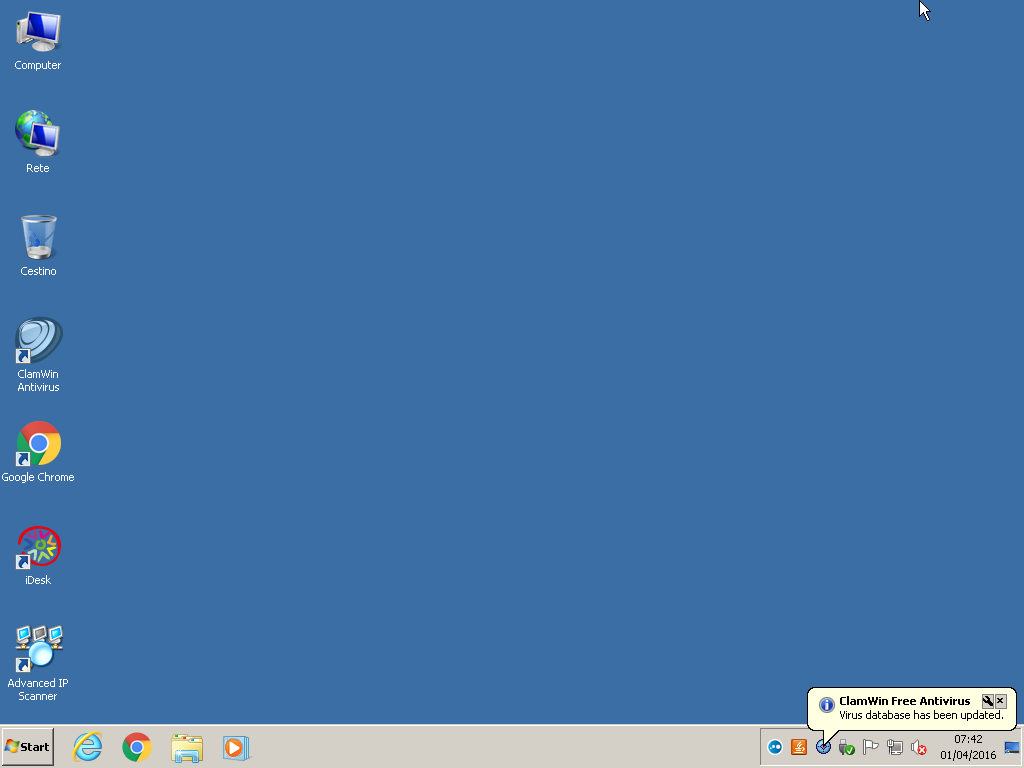 Computer
Rete
Cestino
ClamWin
Antivirus
Google Chrome
iDesk
Advanced IP
Scanner
ClamWin Free Antivirus
Virus database has been updated.
Start
07:42
01/04/2016